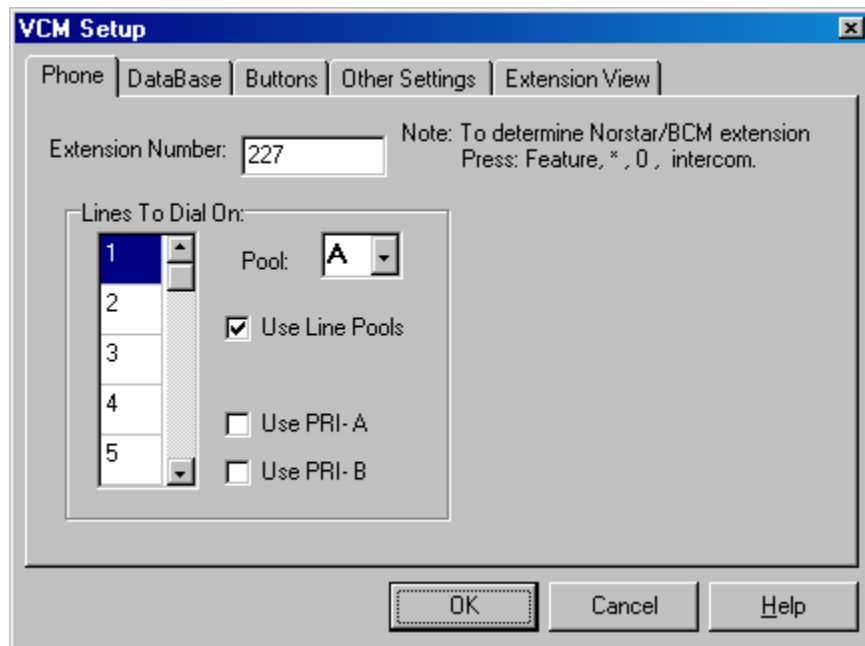 VCM Setup
Phone DataBase Buttons Other Settings Extension View
Extension Number: 227
Note: To determine Norstar/BCM extension
Press: Feature, * , 0 , intercom.
Lines To Dial On:
1
2
3
4
5
Pool: A
Use Line Pools
Use PRI- A
Use PRI- B
OK Cancel Help